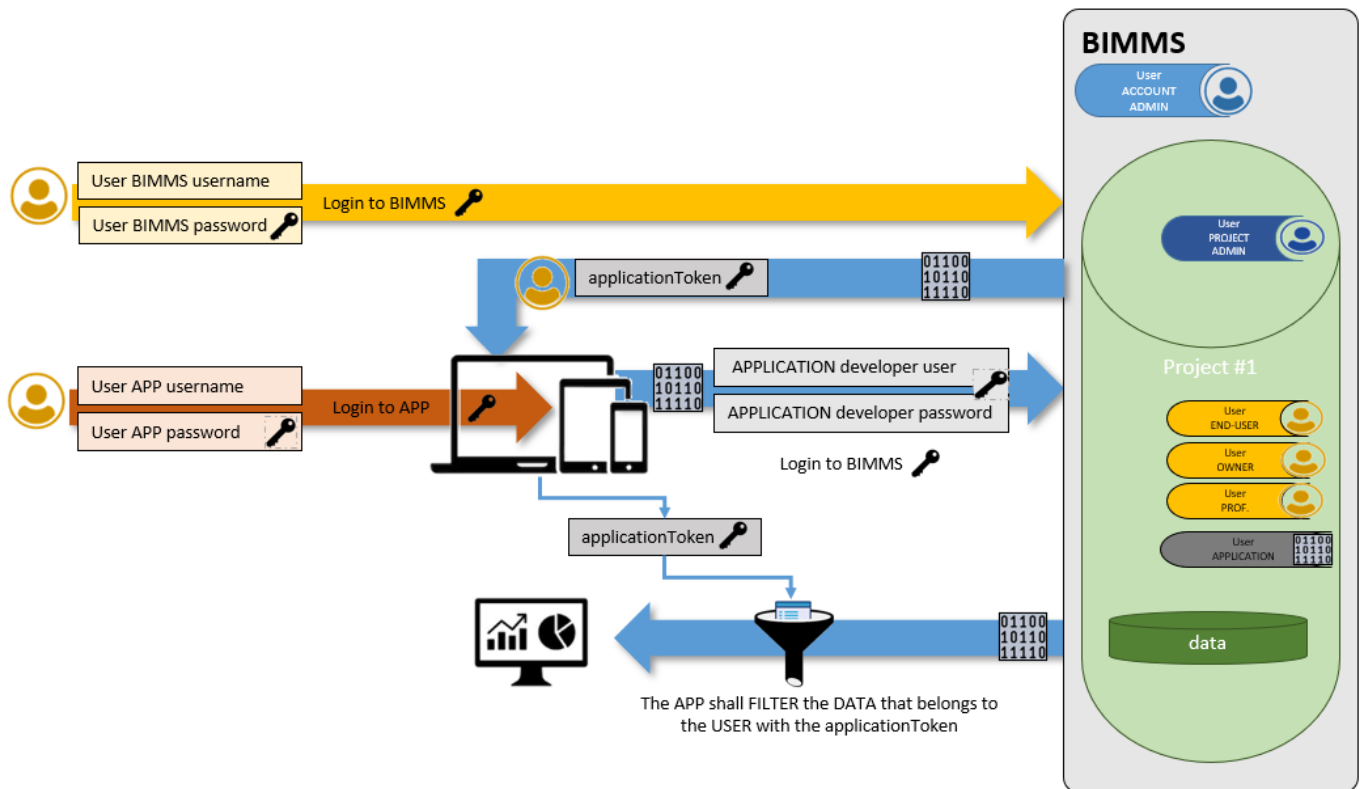 BIMMS
User
ACCOUNT
ADMIN
User BIMMS username
User BIMMS password
Login to BIMMS
User
PROJECT
ADMIN
applicationToken
01100
10110
11110
Project #1
User APP username
User APP password
Login to APP
01100
10110
11110
APPLICATION developer user
APPLICATION developer password
Login to BIMMS
User
END-USER
User
OWNER
User
PROF.
User
APPLICATION
01100
10110
11110
applicationToken
01100
10110
11110
data
The APP shall FILTER the DATA that belongs to
the USER with the applicationToken